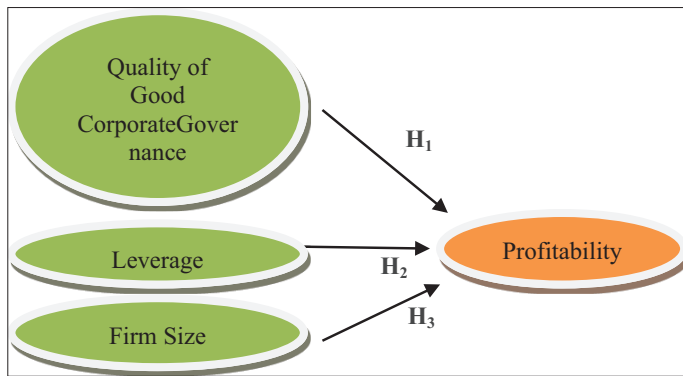 Quality of
Good
CorporateGover
nance
H₁
Leverage
H₂
Profitability
Firm Size
H₃